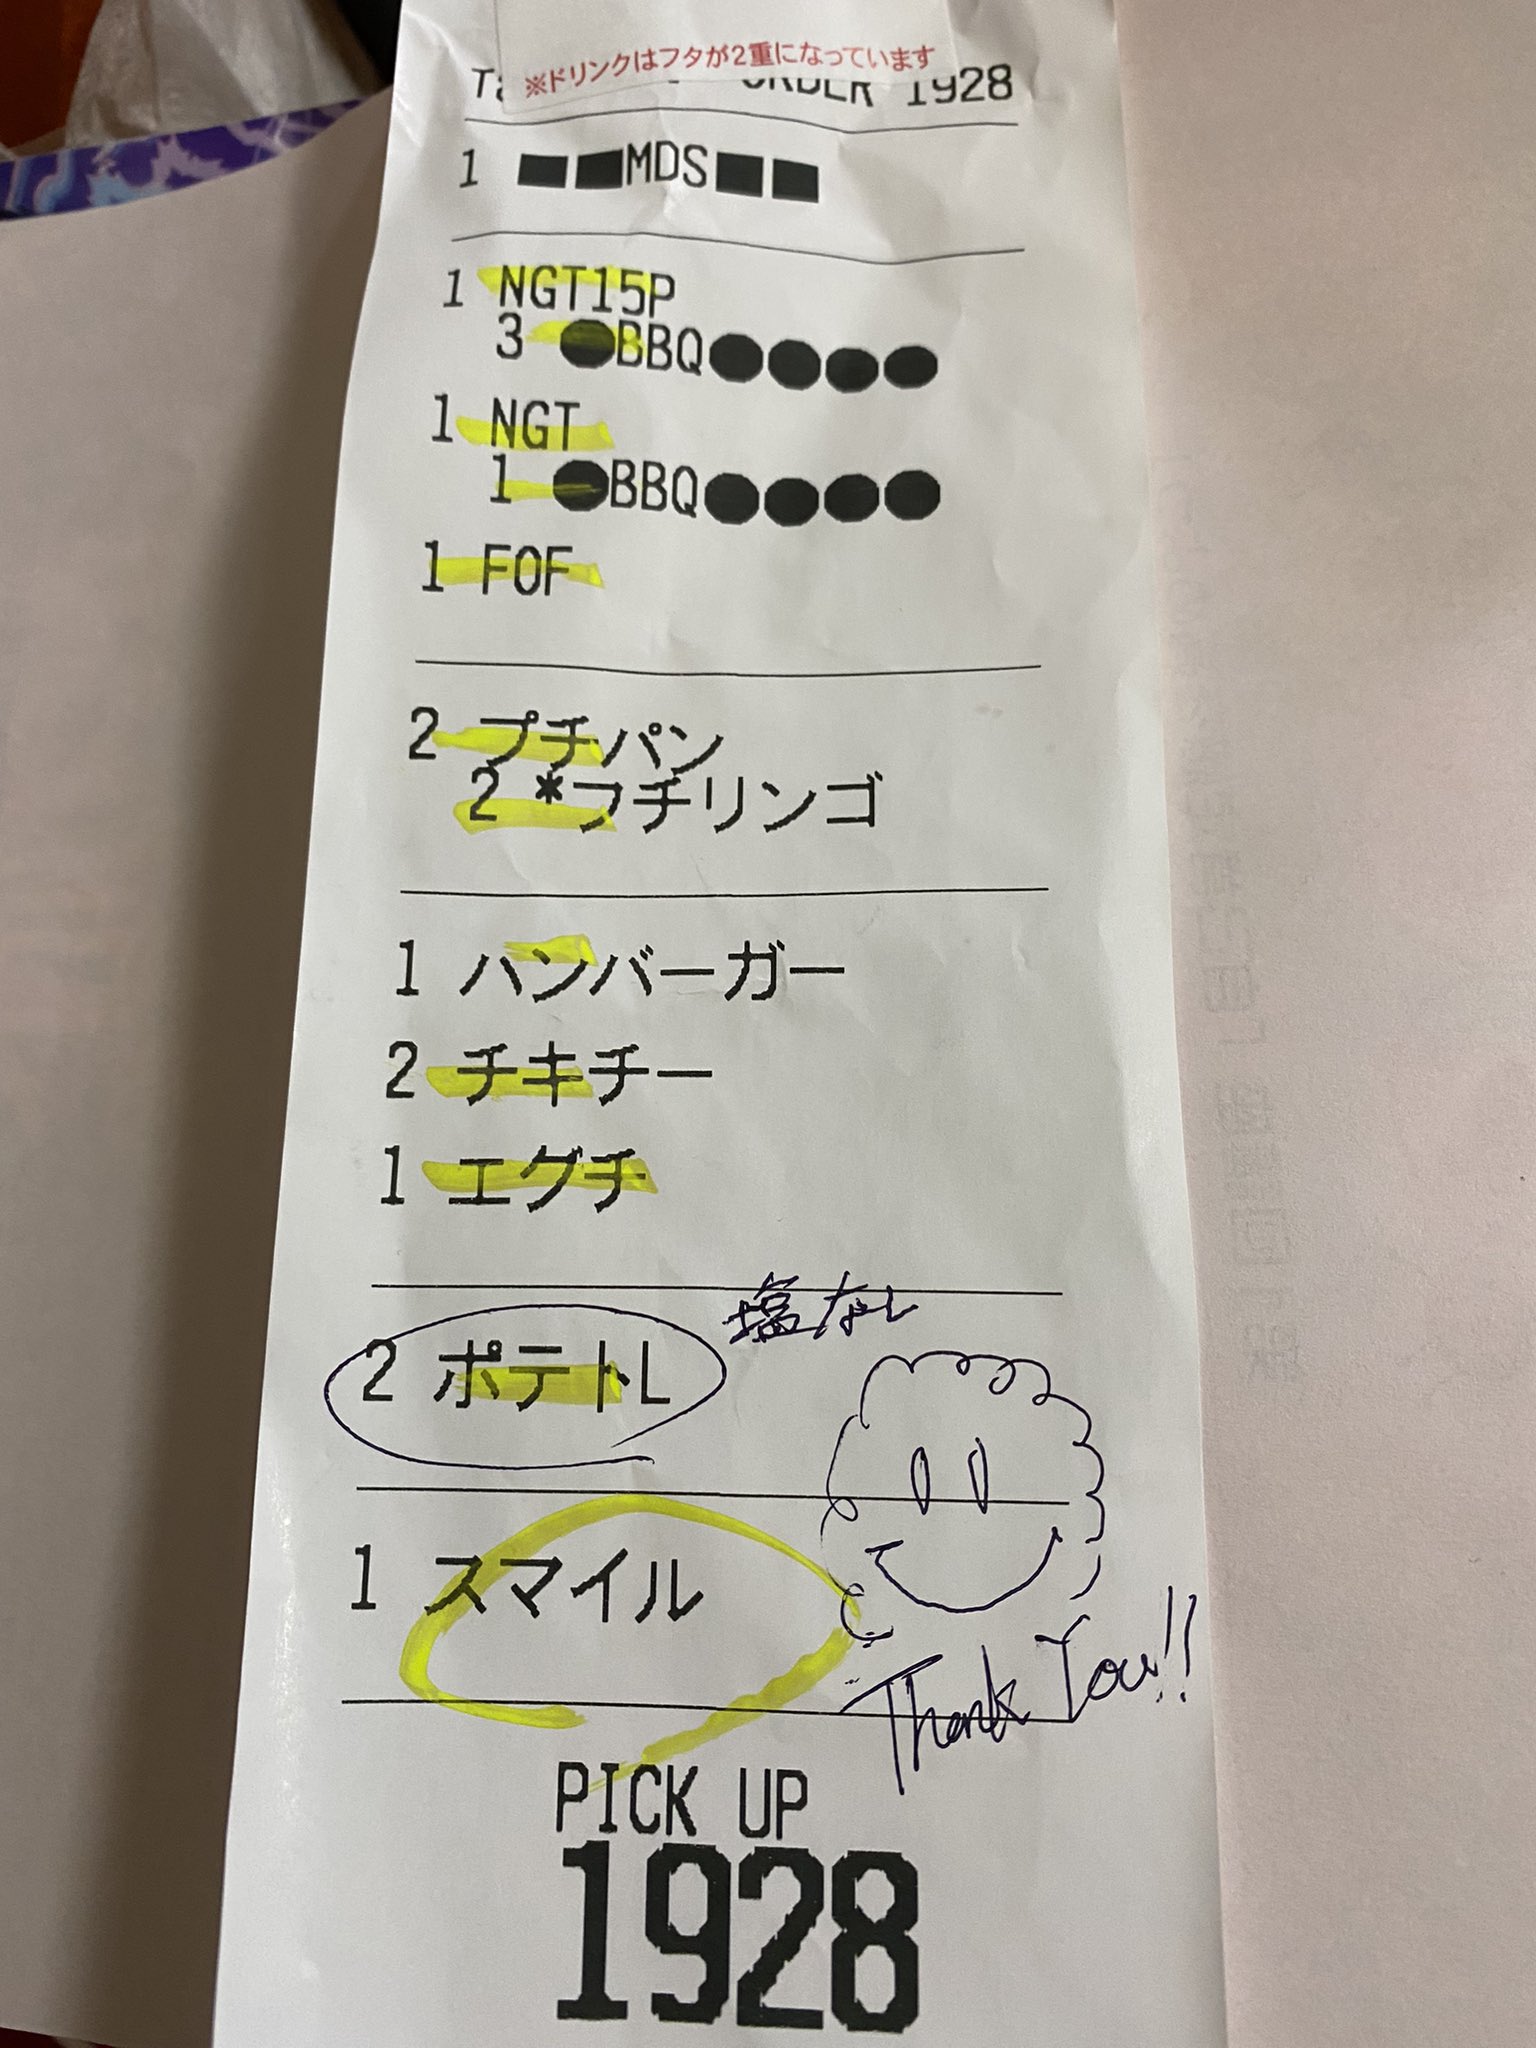 ※ドリンクはフタが2重になっています
ORDER 1928
1 ■■MDS■■
1 NGT15P
3 ●BBQ●●●●
1 NGT
1 ●BBQ●●●●
1 FOF
2 プチパン
2 *プチリンゴ
1 ハンバーガー
2 チキチー
1 エグチ
塩なし
2 ポテトL
1 スマイル
Thank You!!
PICK UP
1928